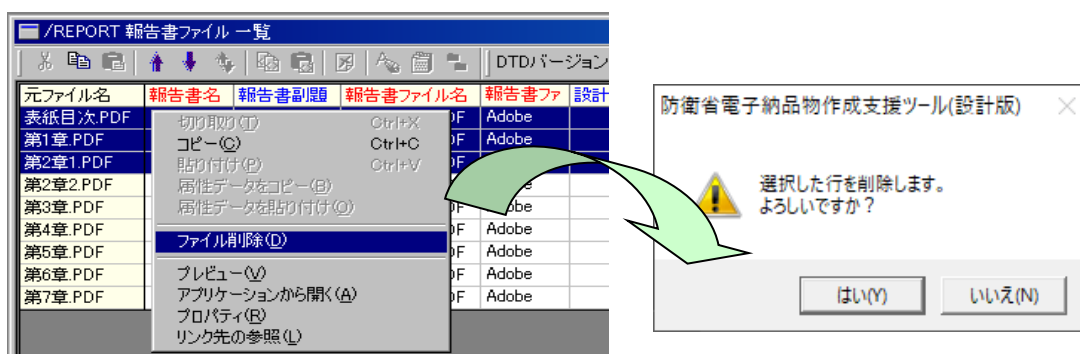 /REPORT 報告書ファイル 一覧
DTDバージョン
元ファイル名 報告書名 報告書副題 報告書ファイル名 報告書ファ 設計
表紙目次.PDF DF Adobe
第1章.PDF DF Adobe
第2章1.PDF DF
第2章2.PDF DF
第3章.PDF DF
第4章.PDF DF Adobe
第5章.PDF DF Adobe
第6章.PDF DF Adobe
第7章.PDF DF Adobe
切り取り(T) Ctrl+X
コピー(C) Ctrl+C
貼り付け(P) Ctrl+V
属性データをコピー(B)
属性データを貼り付け(O)
ファイル削除(D)
プレビュー(V)
アプリケーションから開く(A)
プロパティ(R)
リンク先の参照(L)
防衛省電子納品物作成支援ツール(設計版)
選択した行を削除します。
よろしいですか？
はい(Y) いいえ(N)